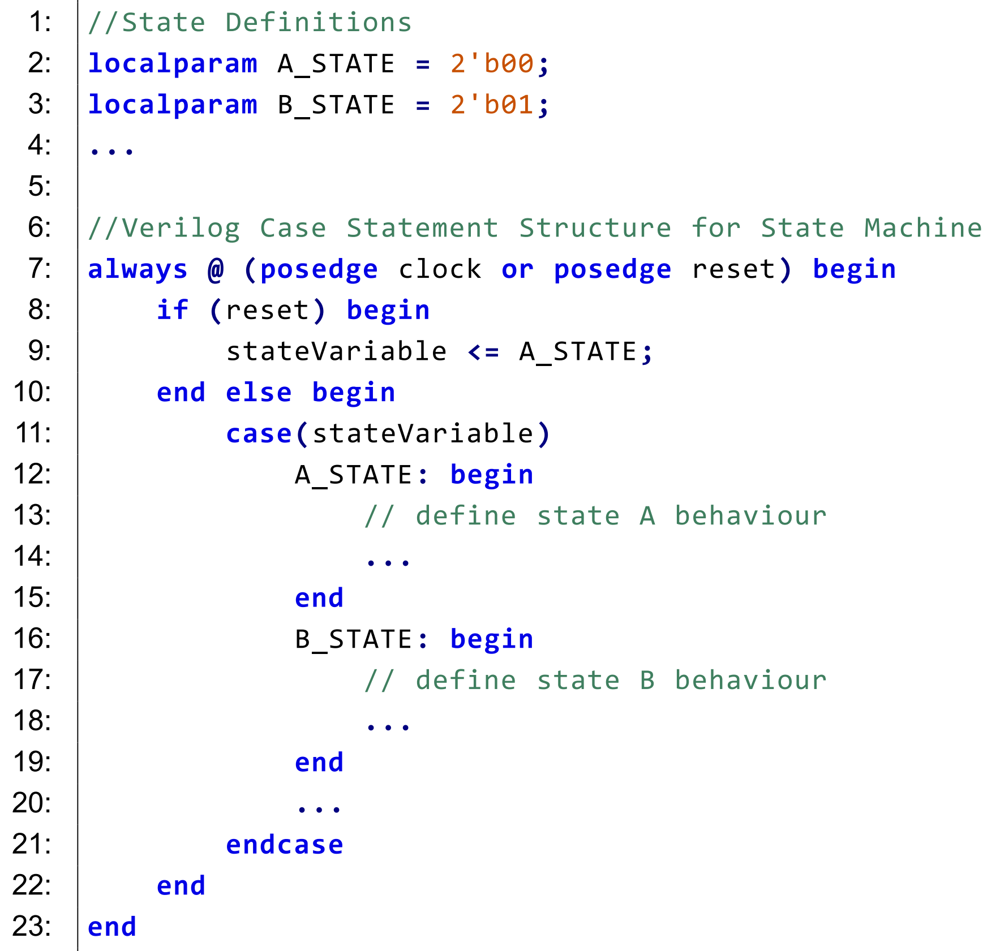 1: //State Definitions
2: localparam A_STATE = 2'b00;
3: localparam B_STATE = 2'b01;
4: ...
5:
6: //Verilog Case Statement Structure for State Machine
7: always @ (posedge clock or posedge reset) begin
8:     if (reset) begin
9:         stateVariable <= A_STATE;
10:     end else begin
11:         case(stateVariable)
12:             A_STATE: begin
13:                 // define state A behaviour
14:                 ...
15:             end
16:             B_STATE: begin
17:                 // define state B behaviour
18:                 ...
19:             end
20:             ...
21:         endcase
22:     end
23: end